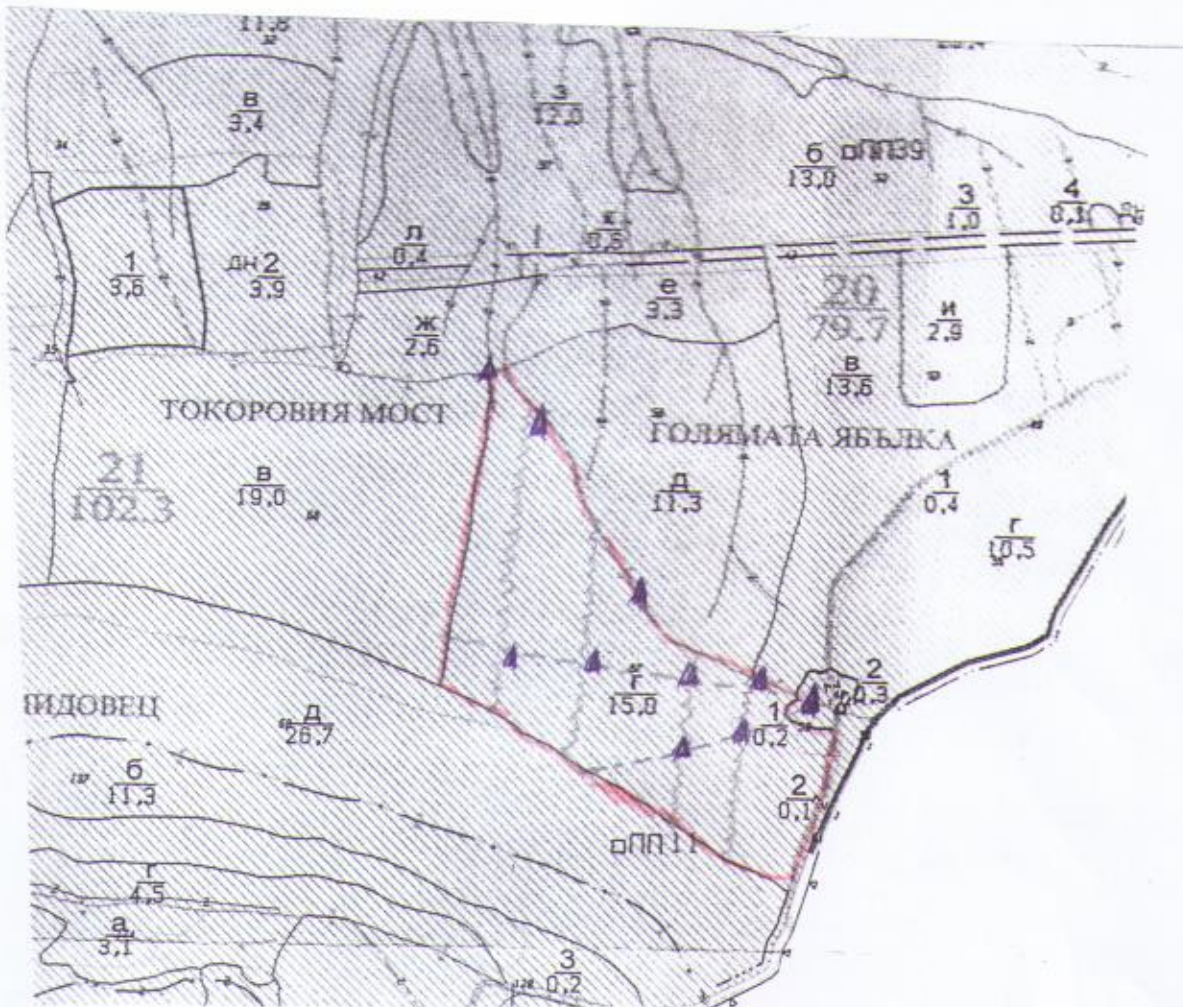 11,8
в
3,4
з
12,0
б
13,0
□ПП39
3
1,0
4
0,1
л
0,4
к
0,5
1
3,6
дн 2
3,9
е
3,3
20
79.7
и
2,9
ж
2,6
в
13,6
ТОКОРОВИЯ МОСТ
ГОЛЯМАТА ЯБЪЛКА
21
102.3
в
19,0
д
11,3
1
0,4
г
10,5
г
15,0
2
0,3
1
0,2
ЛИДОВЕЦ
д
26,7
б
11,3
2
0,1
□ПП11
г
4,5
а
3,1
3
0,2